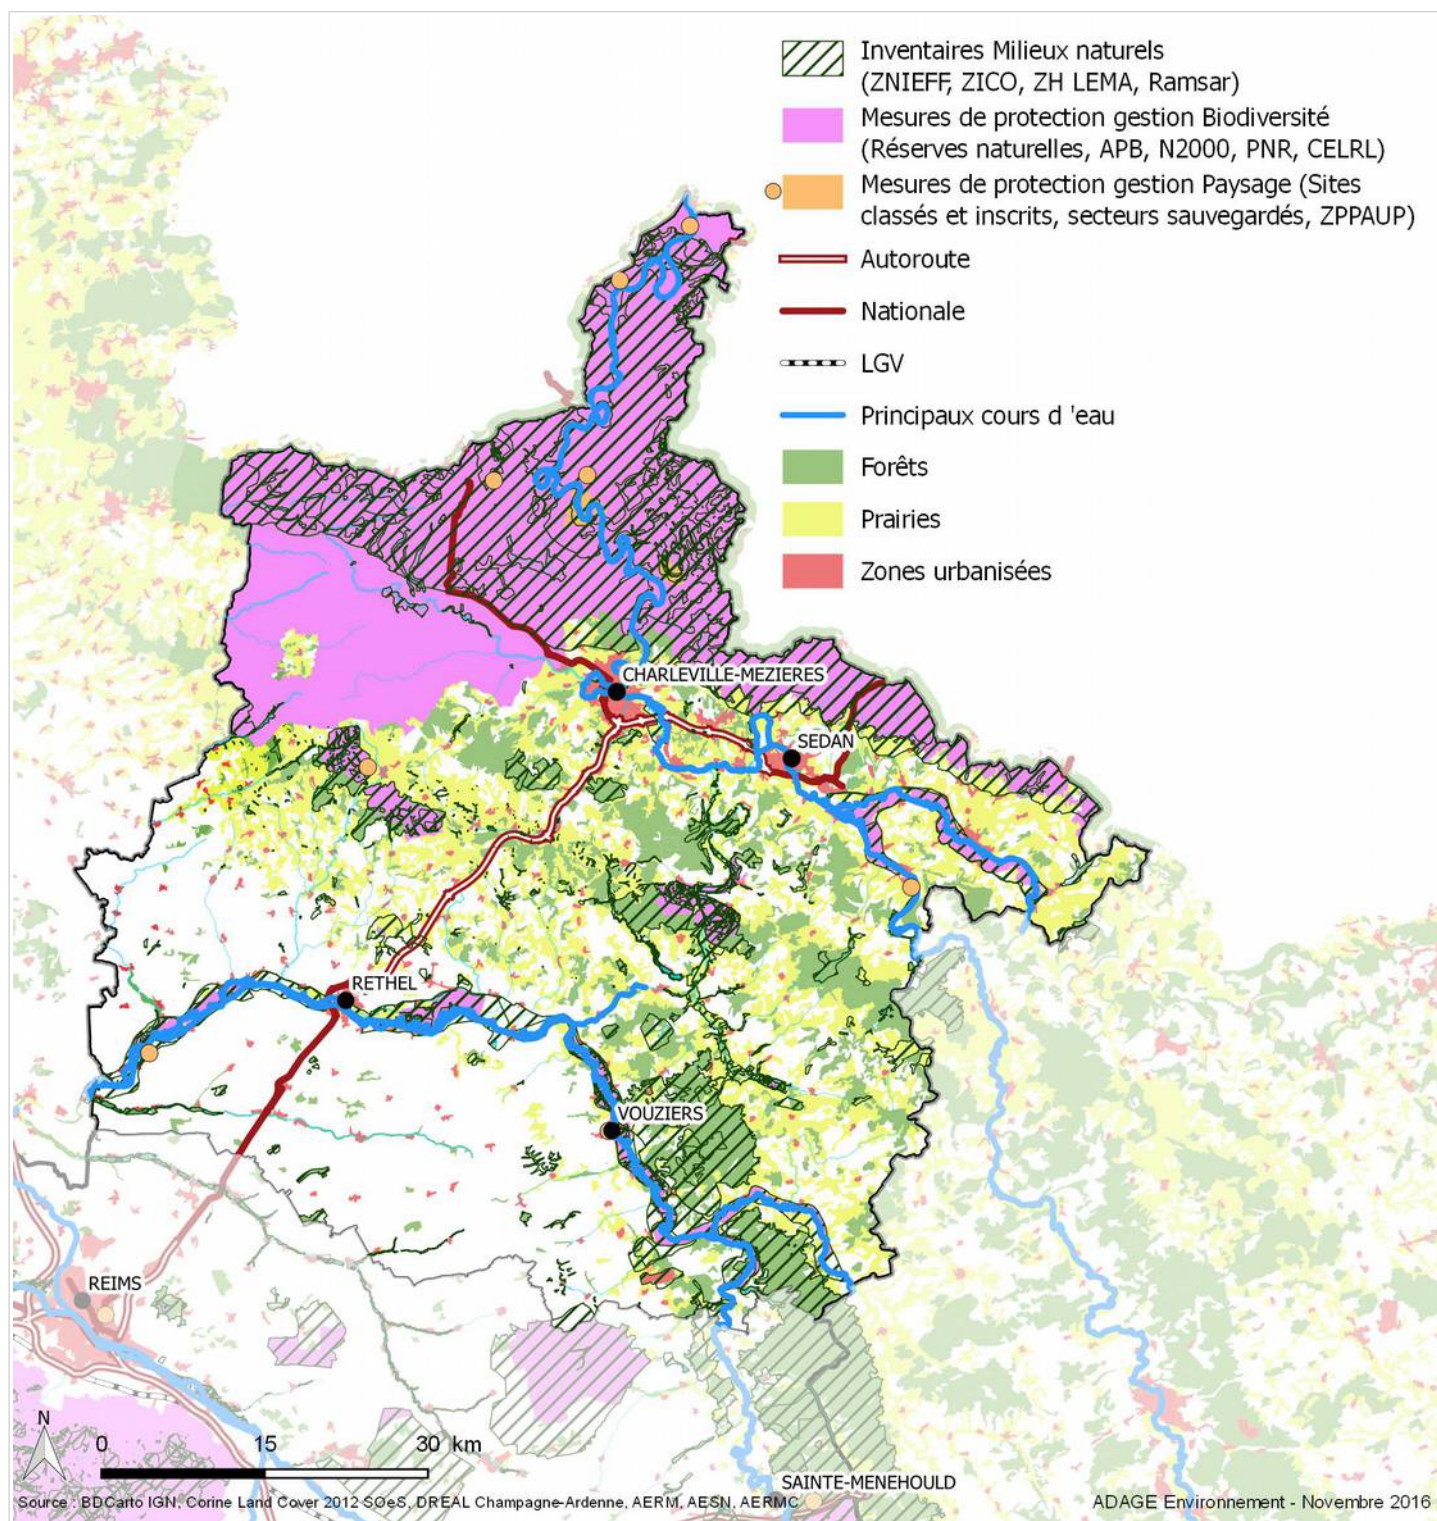 Inventaires Milieux naturels
(ZNIEFF, ZICO, ZH LEMA, Ramsar)
Mesures de protection gestion Biodiversité
(Réserves naturelles, APB, N2000, PNR, CELRL)
Mesures de protection gestion Paysage (Sites
classés et inscrits, secteurs sauvegardés, ZPPAUP)
Autoroute
Nationale
LGV
Principaux cours d 'eau
Forêts
Prairies
Zones urbanisées
CHARLEVILLE-MEZIERES
SEDAN
RETHEL
VOUZIERS
REIMS
N
0 15 30 km
SAINTE-MENEHOULD
Source : BDCarto IGN, Corine Land Cover 2012 SOeS, DREAL Champagne-Ardenne, AERM, AESN, AERMC
ADAGE Environnement - Novembre 2016